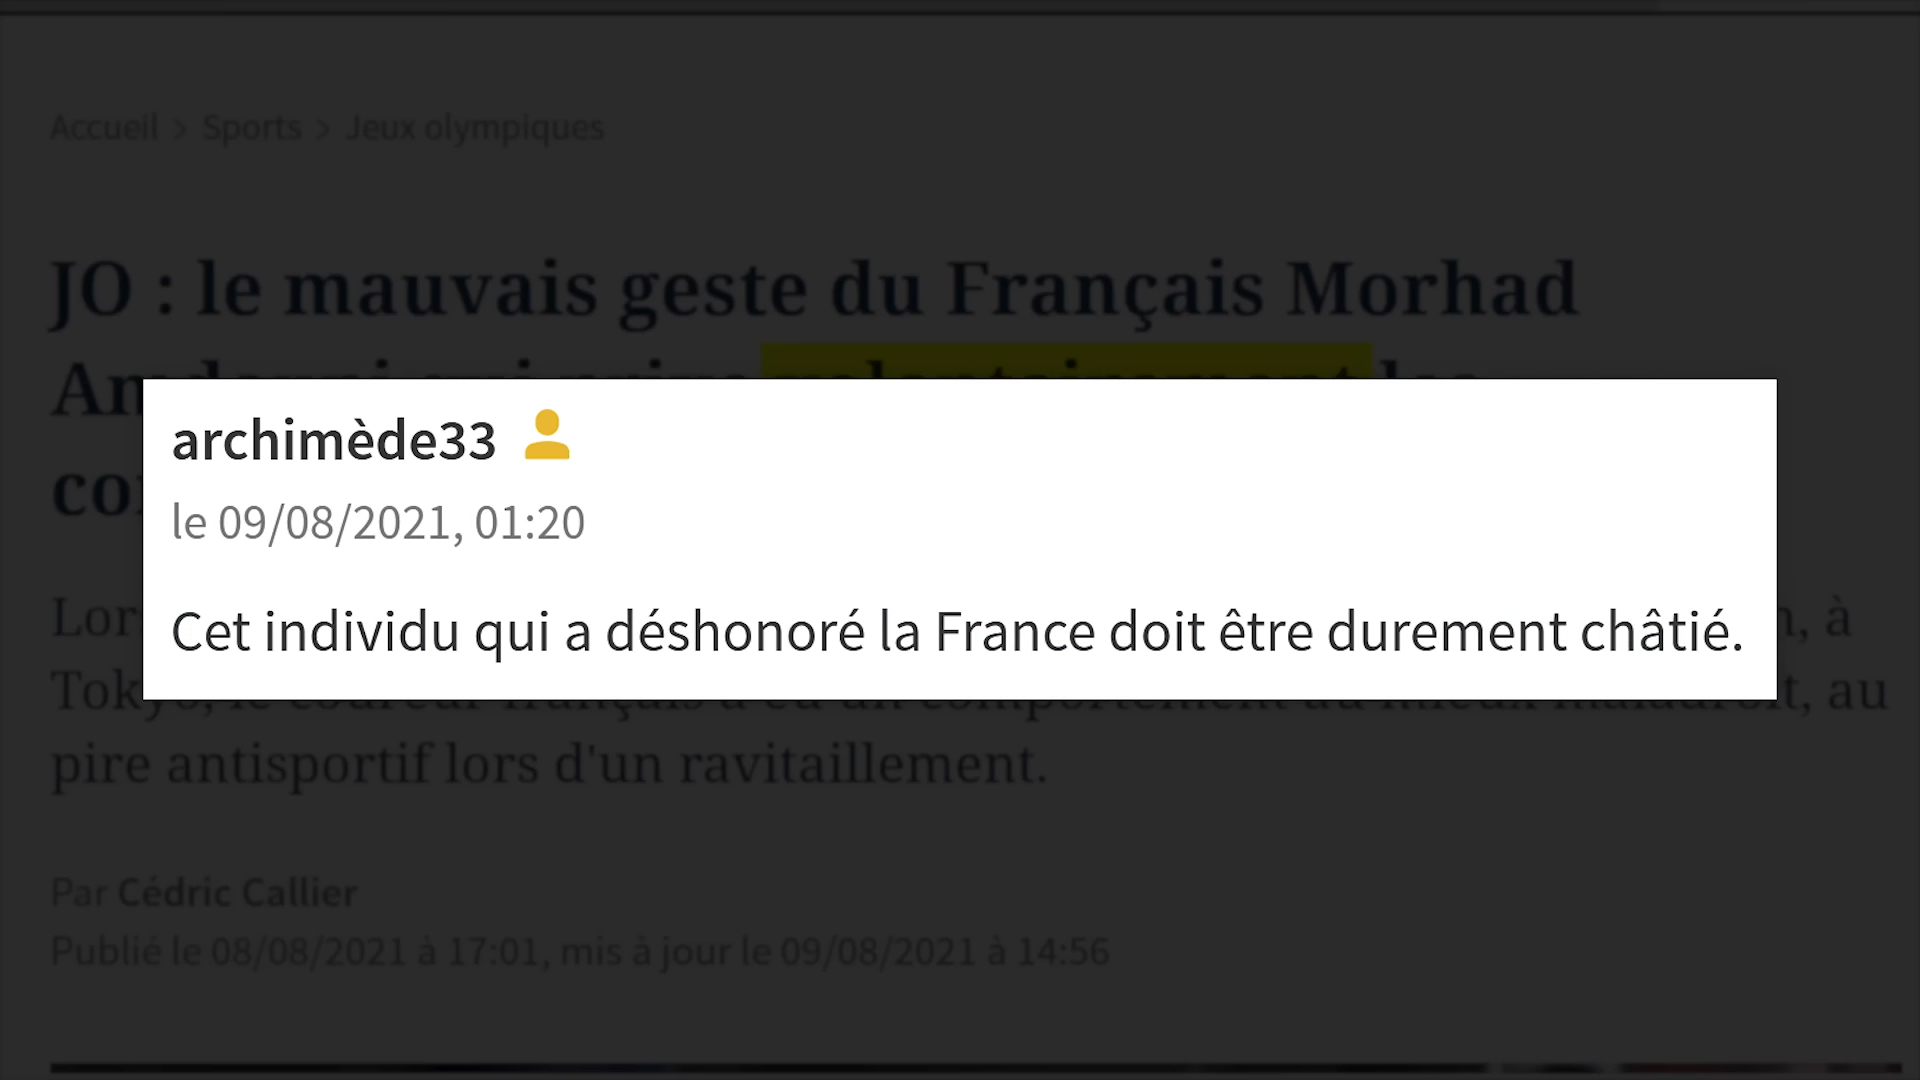 Accueil > Sports > Jeux olympiques
JO : le mauvais geste du Français Morhad
volontairement
archimède33
le 09/08/2021, 01:20
Cet individu qui a déshonoré la France doit être durement châtié.
à
au
pire antisportif lors d'un ravitaillement.
Par Cédric Callier
Publié le 08/08/2021 à 17:01, mis à jour le 09/08/2021 à 14:56